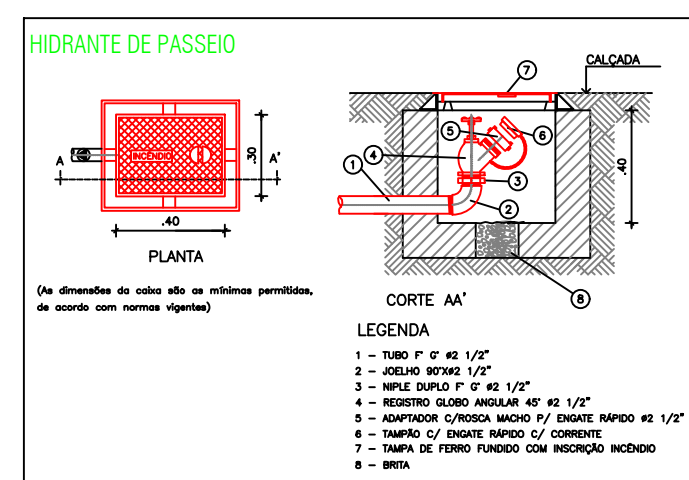 HIDRANTE DE PASSEIO
CALÇADA
7
A
INCÊNDIO
.30
A'
1
4
5
6
3
2
.40
.40
PLANTA
8
CORTE AA'
(As dimensões da caixa são as mínimas permitidas,
de acordo com normas vigentes)
LEGENDA
1 – TUBO F° G° ø2 1/2"
2 – JOELHO 90°Xø2 1/2"
3 – NIPLE DUPLO F° G° ø2 1/2"
4 – REGISTRO GLOBO ANGULAR 45° ø2 1/2"
5 – ADAPTADOR C/ROSCA MACHO P/ ENGATE RÁPIDO ø2 1/2"
6 – TAMPÃO C/ ENGATE RÁPIDO C/ CORRENTE
7 – TAMPA DE FERRO FUNDIDO COM INSCRIÇÃO INCÊNDIO
8 – BRITA